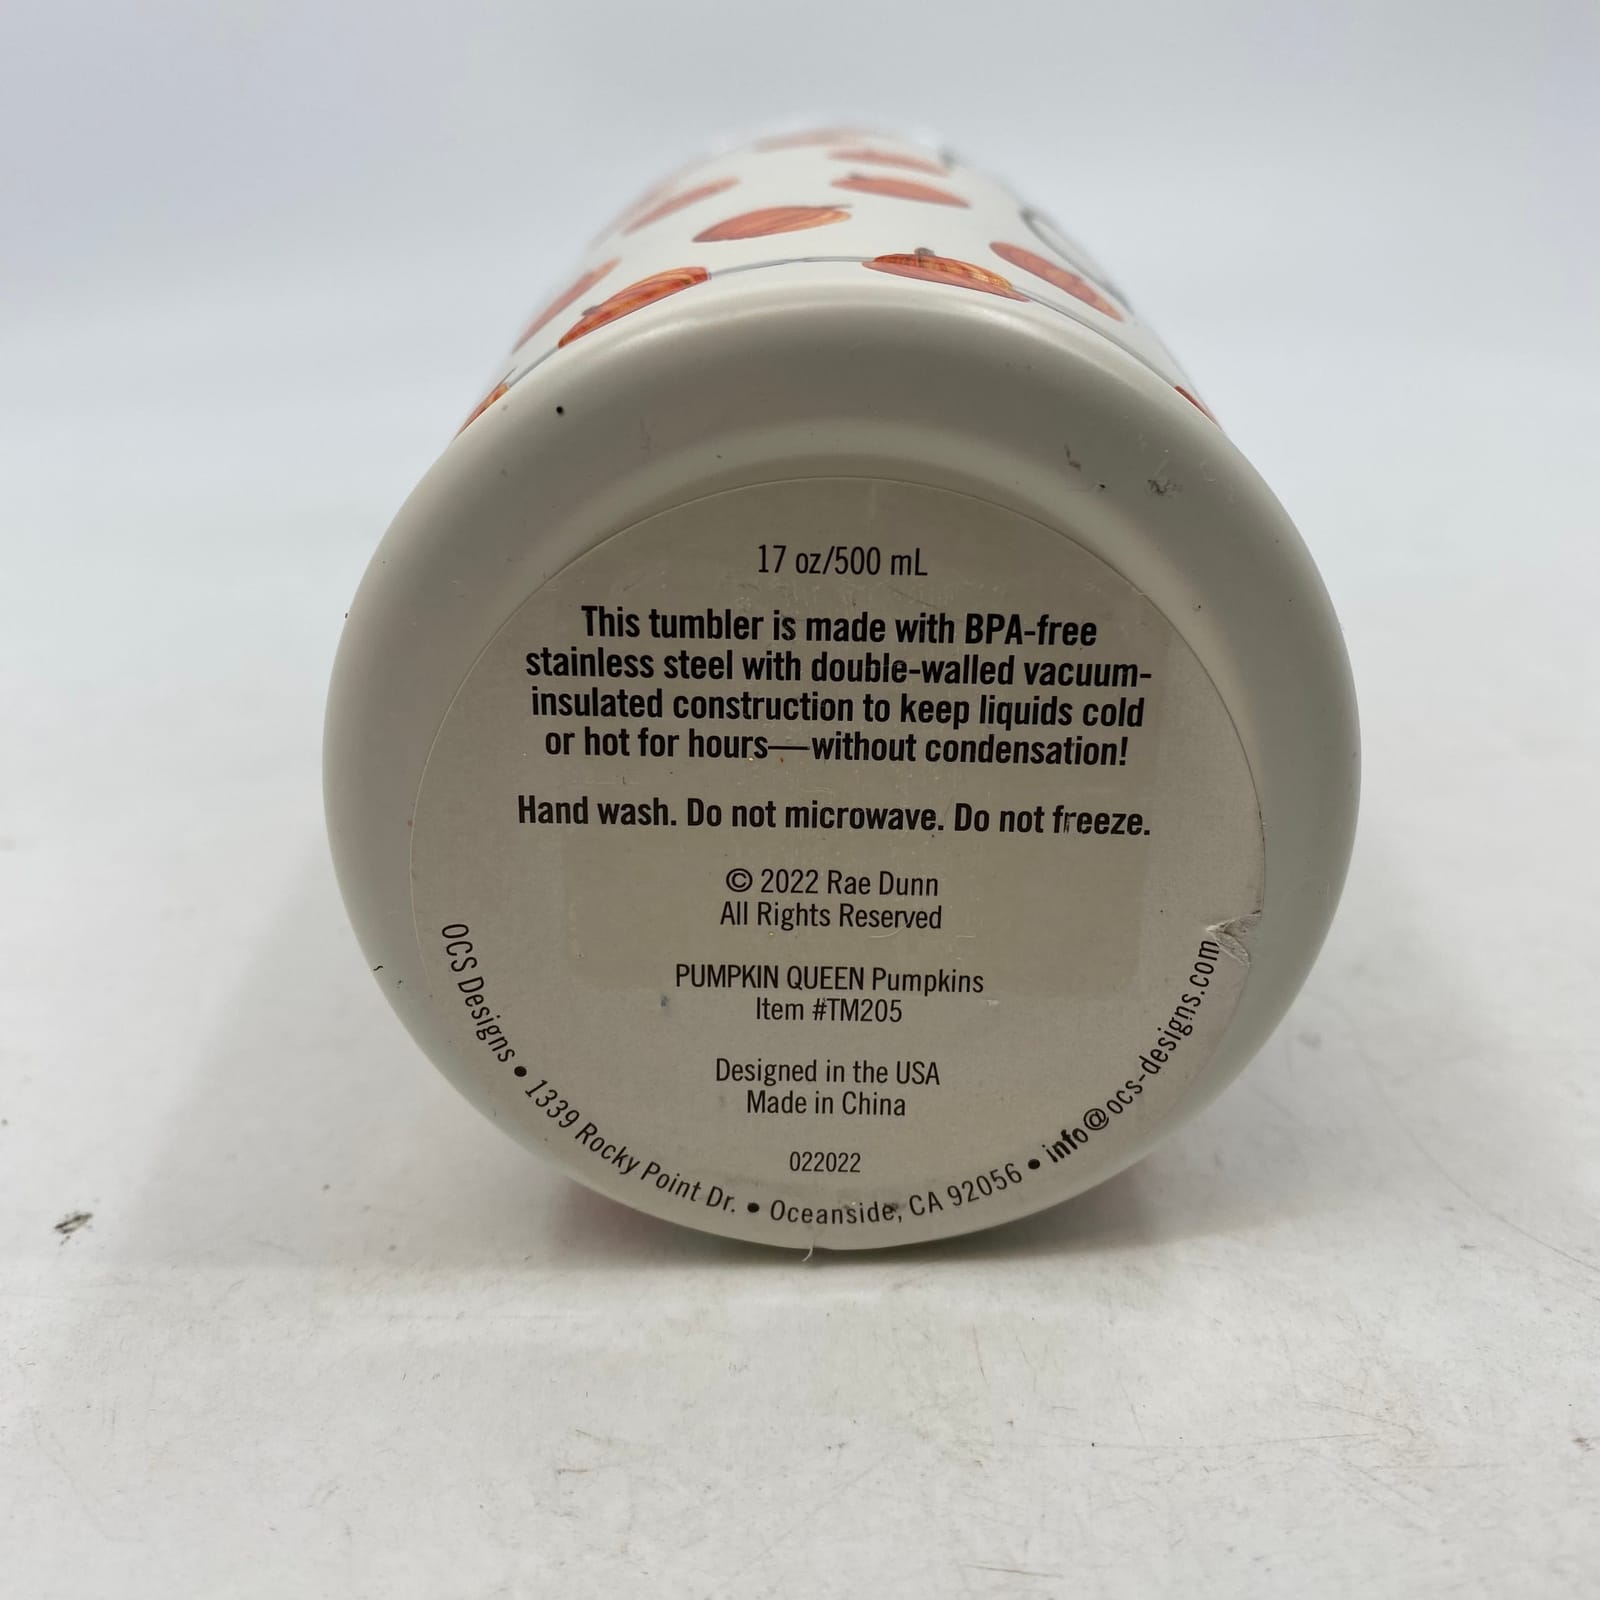 17 oz/500 mL
This tumbler is made with BPA-free
stainless steel with double-walled vacuum-
insulated construction to keep liquids cold
or hot for hours—without condensation!
Hand wash. Do not microwave. Do not freeze.
© 2022 Rae Dunn
All Rights Reserved
PUMPKIN QUEEN Pumpkins
Item #TM205
Designed in the USA
Made in China
022022
OCS Designs • 1339 Rocky Point Dr. • Oceanside, CA 92056 • info@ocs-designs.com